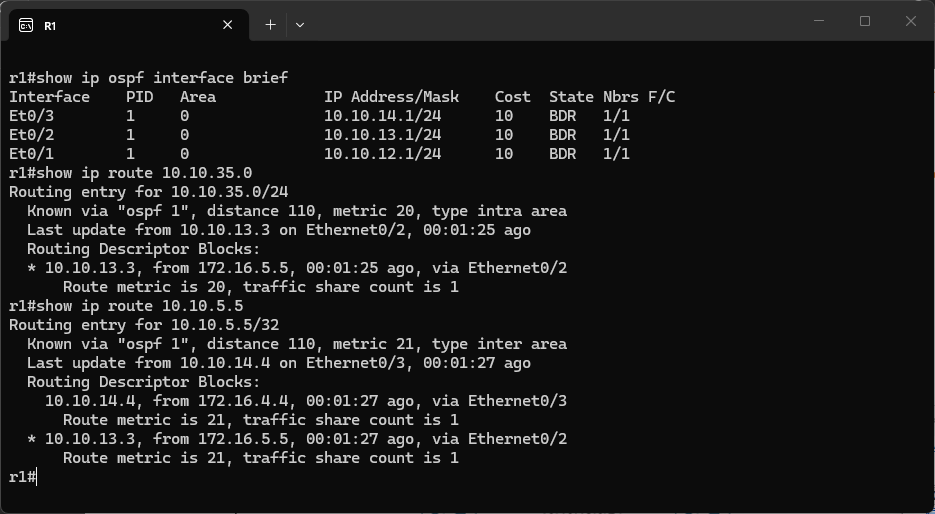 R1
r1#show ip ospf interface brief
Interface    PID   Area            IP Address/Mask    Cost  State Nbrs F/C
Et0/3        1     0               10.10.14.1/24      10    BDR   1/1
Et0/2        1     0               10.10.13.1/24      10    BDR   1/1
Et0/1        1     0               10.10.12.1/24      10    BDR   1/1
r1#show ip route 10.10.35.0
Routing entry for 10.10.35.0/24
  Known via "ospf 1", distance 110, metric 20, type intra area
  Last update from 10.10.13.3 on Ethernet0/2, 00:01:25 ago
  Routing Descriptor Blocks:
  * 10.10.13.3, from 172.16.5.5, 00:01:25 ago, via Ethernet0/2
      Route metric is 20, traffic share count is 1
r1#show ip route 10.10.5.5
Routing entry for 10.10.5.5/32
  Known via "ospf 1", distance 110, metric 21, type inter area
  Last update from 10.10.14.4 on Ethernet0/3, 00:01:27 ago
  Routing Descriptor Blocks:
    10.10.14.4, from 172.16.4.4, 00:01:27 ago, via Ethernet0/3
      Route metric is 21, traffic share count is 1
  * 10.10.13.3, from 172.16.5.5, 00:01:27 ago, via Ethernet0/2
      Route metric is 21, traffic share count is 1
r1#